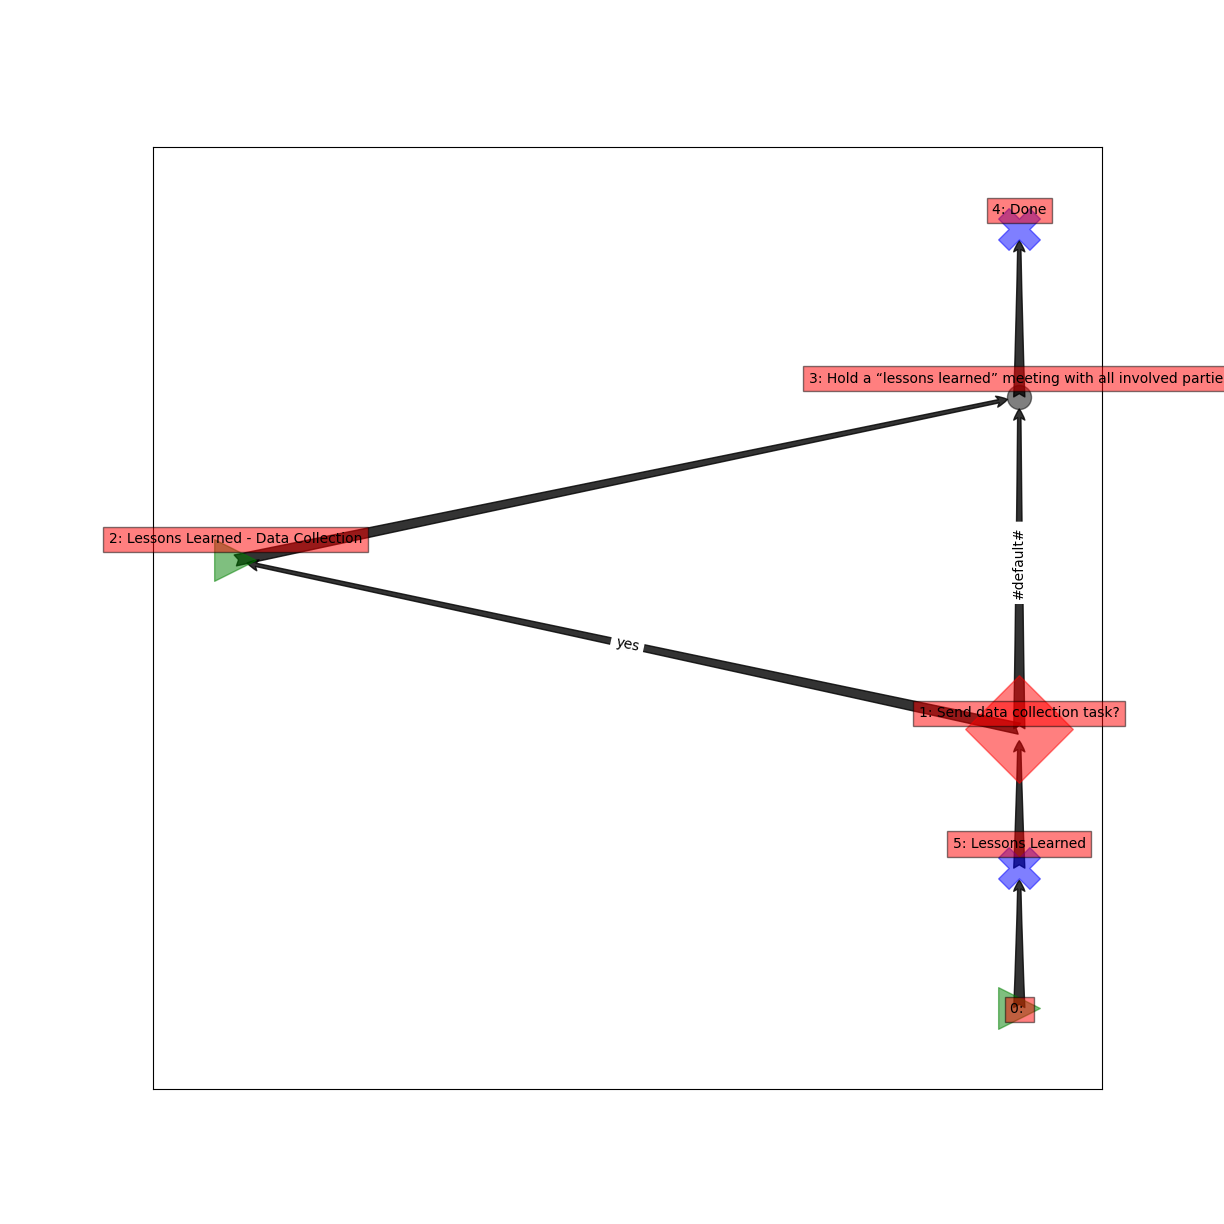 4: Done
3: Hold a “lessons learned” meeting with all involved partie
#default#
2: Lessons Learned - Data Collection
yes
1: Send data collection task?
5: Lessons Learned
0: